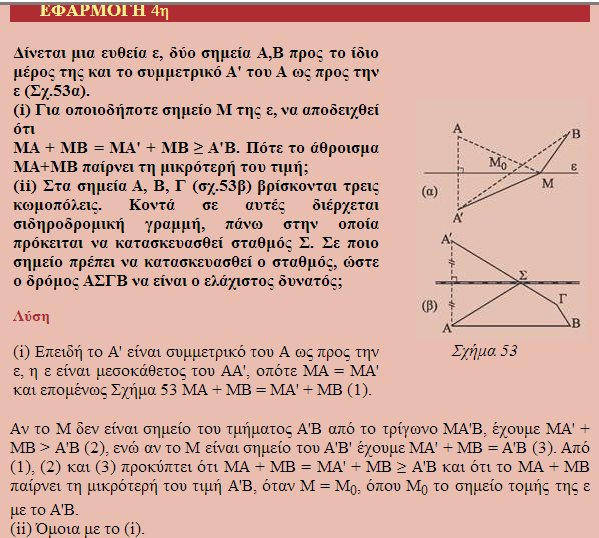 ΕΦΑΡΜΟΓΗ 4η
Δίνεται μια ευθεία ε, δύο σημεία Α,Β προς το ίδιο
μέρος της και το συμμετρικό Α' του Α ως προς την
ε (Σχ.53α).
(i) Για οποιοδήποτε σημείο Μ της ε, να αποδειχθεί
ότι
ΜΑ + ΜΒ = ΜΑ' + ΜΒ ≥ Α'Β. Πότε το άθροισμα
ΜΑ+ΜΒ παίρνει τη μικρότερή του τιμή;
(ii) Στα σημεία Α, Β, Γ (σχ.53β) βρίσκονται τρεις
κωμοπόλεις. Κοντά σε αυτές διέρχεται
σιδηροδρομική γραμμή, πάνω στην οποία
πρόκειται να κατασκευασθεί σταθμός Σ. Σε ποιο
σημείο πρέπει να κατασκευασθεί ο σταθμός, ώστε
ο δρόμος ΑΣΓΒ να είναι ο ελάχιστος δυνατός;
Α
Β
Μ₀
ε
Μ
(α)
Α'
Α'
Σ
(β)
Γ
Α
Β
Σχήμα 53
Λύση
(i) Επειδή το Α' είναι συμμετρικό του Α ως προς την
ε, η ε είναι μεσοκάθετος του ΑΑ', οπότε ΜΑ = ΜΑ'
και επομένως Σχήμα 53 ΜΑ + ΜΒ = ΜΑ' + ΜΒ (1).
Αν το Μ δεν είναι σημείο του τμήματος Α'Β από το τρίγωνο ΜΑ'Β, έχουμε ΜΑ' +
ΜΒ > Α'Β (2), ενώ αν το Μ είναι σημείο του Α'Β' έχουμε ΜΑ' + ΜΒ = Α'Β (3). Από
(1), (2) και (3) προκύπτει ότι ΜΑ + ΜΒ = ΜΑ' + ΜΒ ≥ Α'Β και ότι το ΜΑ + ΜΒ
παίρνει τη μικρότερή του τιμή Α'Β, όταν Μ = Μ₀, όπου Μ₀ το σημείο τομής της ε
με το Α'Β.
(ii) Όμοια με το (i).